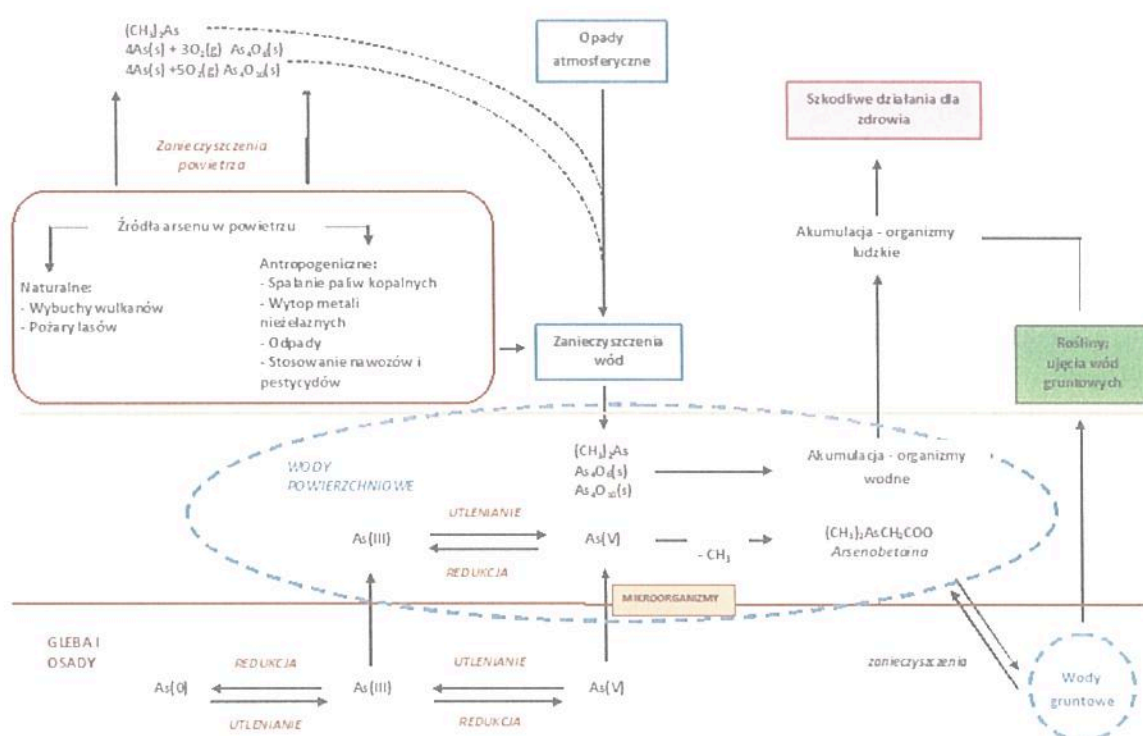 (CH₃)₂As
4As(s) + 3O₂(g) As₄O₆(s)
4As(s) +5O₂(g) As₄O₁₀(s)
Opady
atmosferyczne
Szkodliwe działania dla
zdrowia
Zanieczyszczenia
powietrza
Źródła arsenu w powietrzu
Akumulacja - organizmy
ludzkie
Naturalne:
- Wybuchy wulkanów
- Pożary lasów
Antropogeniczne:
- Spalanie paliw kopalnych
- Wytop metali
nieżelaznych
- Odpady
- Stosowanie nawozów i
pestycydów
Zanieczyszczenia
wód
Rośliny;
ujęcia wód
gruntowych
WODY
POWIERZCHNIOWE
(CH₃)₂As
As₄O₆(s)
As₄O₁₀(s)
Akumulacja - organizmy
wodne
UTLENIANIE
As(III)
As(V)
- CH₃
REDUKCJA
(CH₃)₂AsCH₂COO
Arsenobetaina
MIKROORGANIZMY
GLEBA I
OSADY
REDUKCJA
UTLENIANIE
As(0)
As(III)
As(V)
UTLENIANIE
REDUKCJA
zanieczyszczenia
Wody
gruntowe